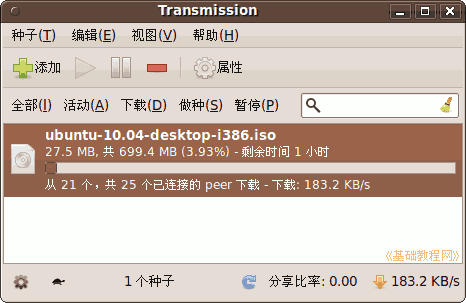 Transmission
种子(T) 编辑(E) 视图(V) 帮助(H)
添加 属性
全部(I) 活动(A) 下载(D) 做种(S) 暂停(P)
ubuntu-10.04-desktop-i386.iso
27.5 MB, 共 699.4 MB (3.93%) - 剩余时间 1 小时
从 21 个，共 25 个已连接的 peer 下载 - 下载: 183.2 KB/s
《基础教程网》
1 个种子 分享比率: 0.00 183.2 KB/s